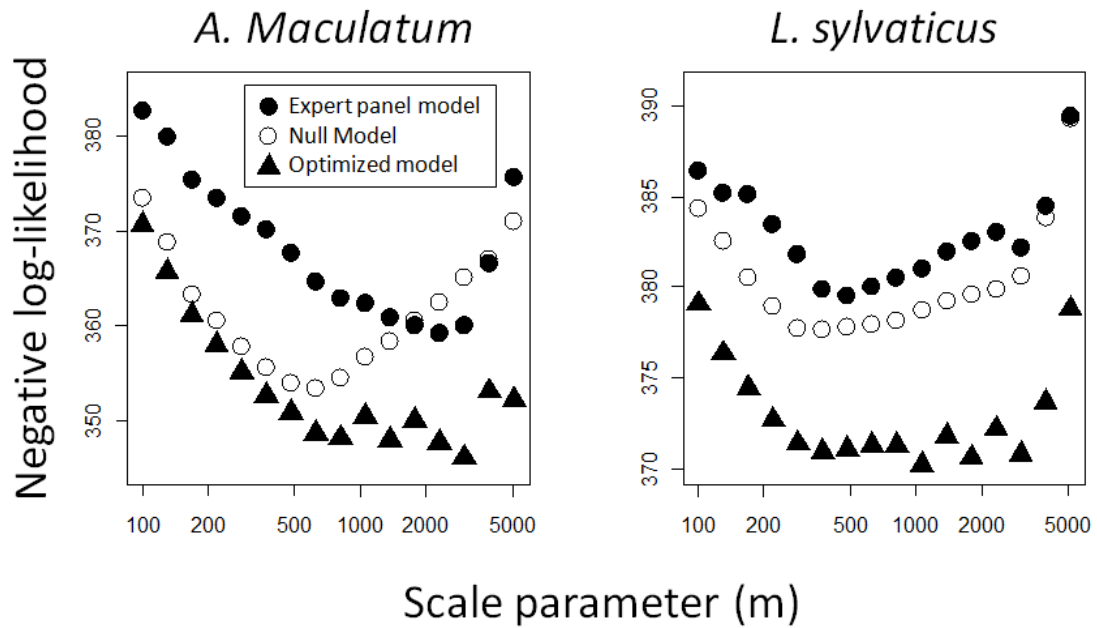 A. Maculatum
L. sylvaticus
Negative log-likelihood
380
370
360
350
Expert panel model
Null Model
Optimized model
100 200 500 1000 2000 5000
390
385
380
375
370
100 200 500 1000 2000 5000
Scale parameter (m)